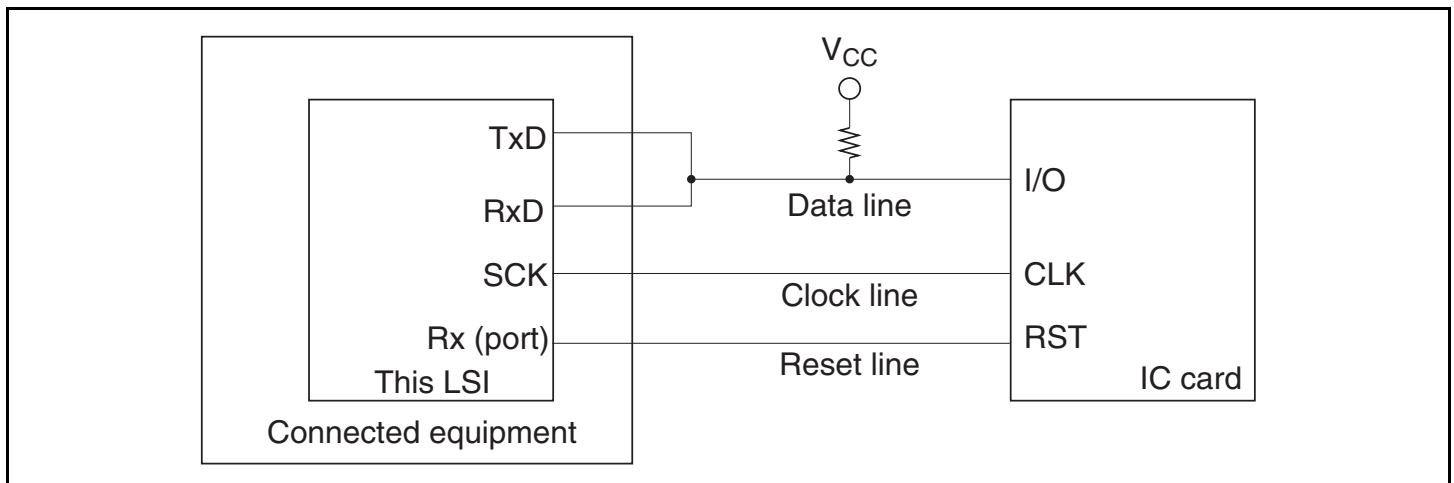 VCC
TxD
RxD
SCK
Rx (port)
This LSI
Connected equipment
Data line
Clock line
Reset line
I/O
CLK
RST
IC card